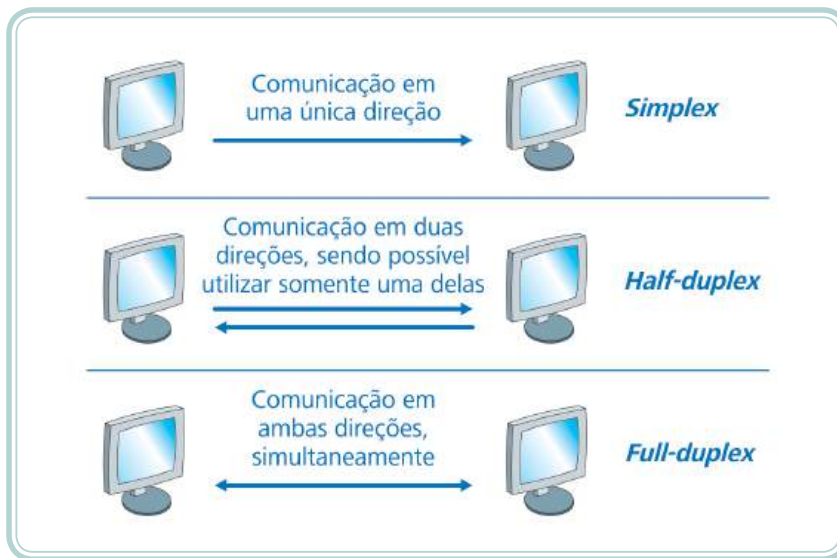 Comunicação em
uma única direção
Simplex
Comunicação em duas
direções, sendo possível
utilizar somente uma delas
Half-duplex
Comunicação em
ambas direções,
simultaneamente
Full-duplex